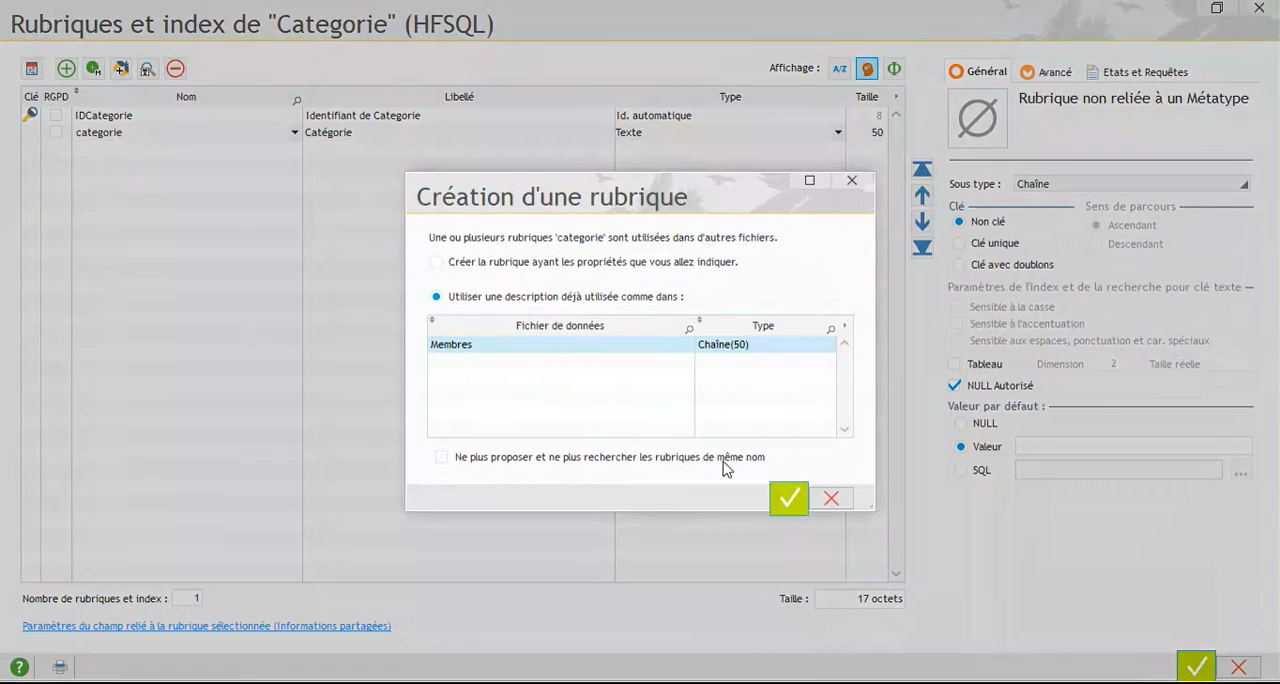 Rubriques et index de "Categorie" (HFSQL)
Affichage :
A/Z
Général
Avancé
Etats et Requêtes
Clé
RGPD
Nom
Libellé
Type
Taille
IDCategorie
Identifiant de Categorie
Id. automatique
8
categorie
Catégorie
Texte
50
Rubrique non reliée à un Métatype
Sous type :
Chaîne
Clé
Sens de parcours
Non clé
Ascendant
Clé unique
Descendant
Clé avec doublons
Paramètres de l'index et de la recherche pour clé texte
Sensible à la casse
Sensible à l'accentuation
Sensible aux espaces, ponctuation et car. spéciaux
Tableau
Dimension
2
Taille réelle
NULL Autorisé
Valeur par défaut :
NULL
Valeur
SQL
...
Création d'une rubrique
Une ou plusieurs rubriques 'categorie' sont utilisées dans d'autres fichiers.
Créer la rubrique ayant les propriétés que vous allez indiquer.
Utiliser une description déjà utilisée comme dans :
Fichier de données
Type
Membres
Chaîne(50)
Ne plus proposer et ne plus rechercher les rubriques de même nom
Nombre de rubriques et index :
1
Taille :
17 octets
Paramètres du champ relié à la rubrique sélectionnée (Informations partagées)
?